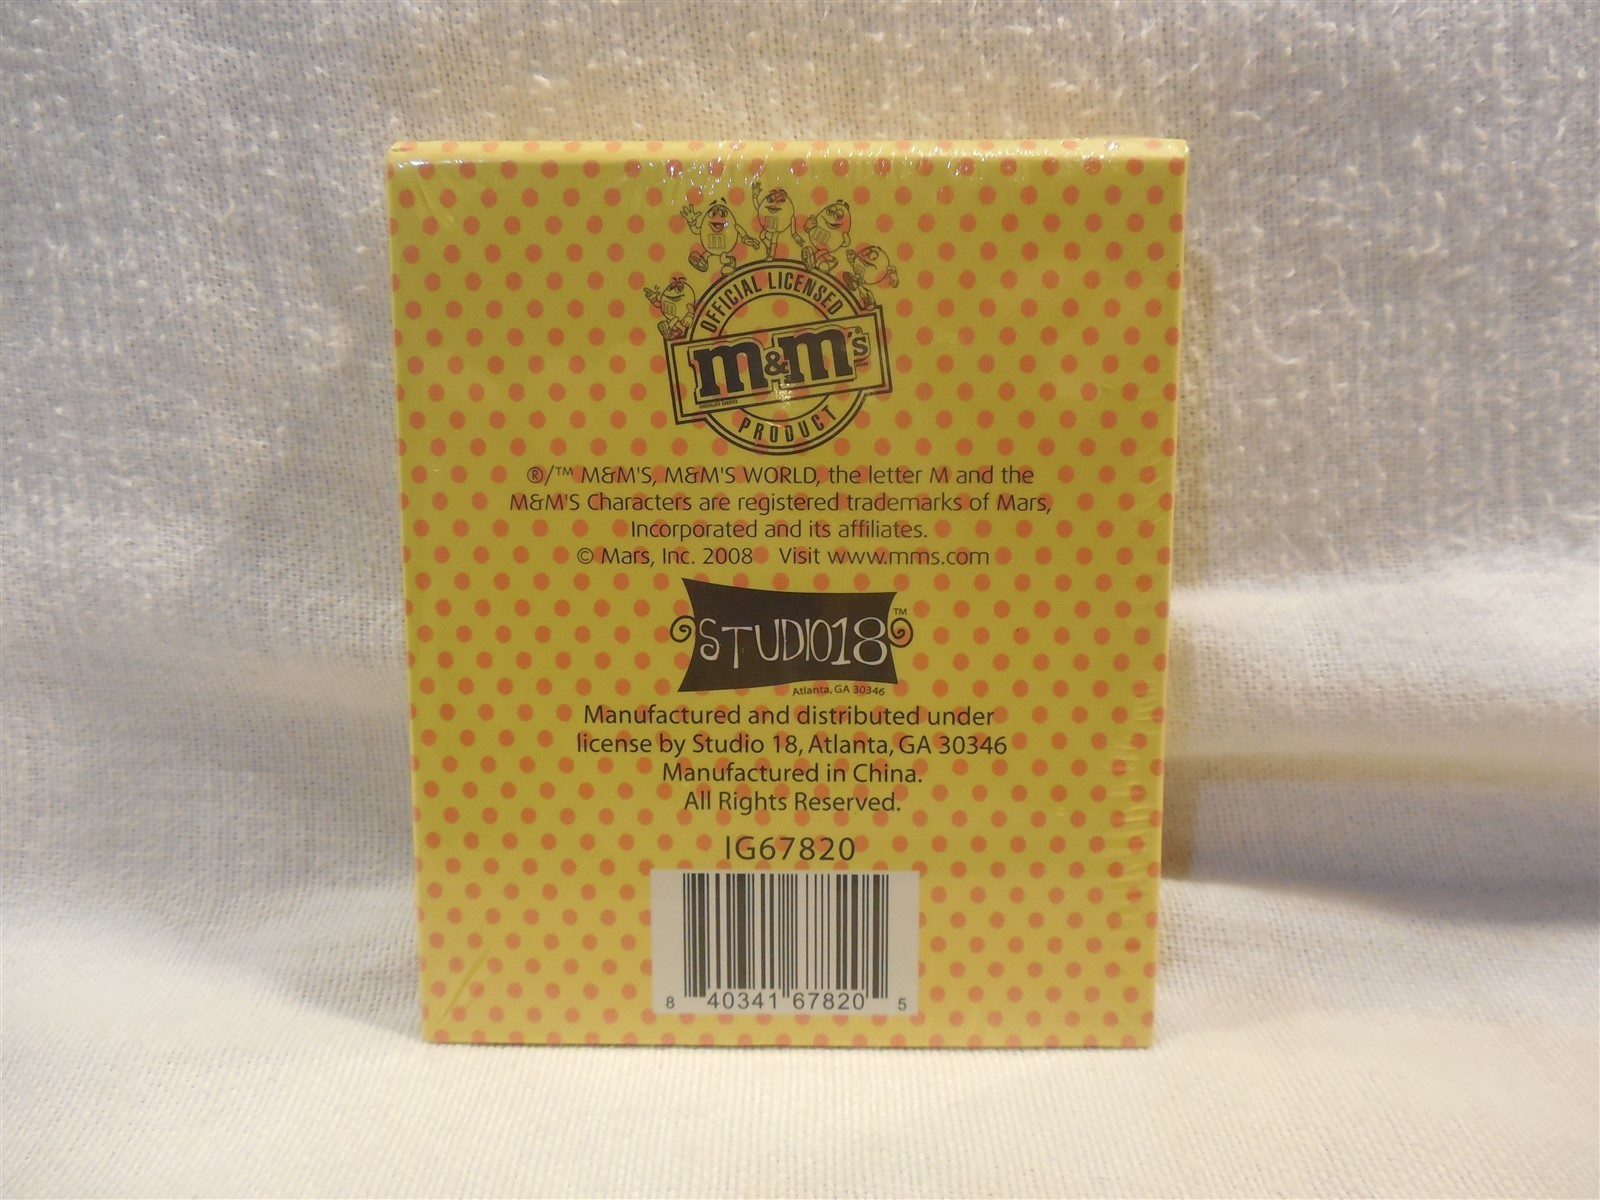 OFFICIAL LICENSED
m&m's
PRODUCT
®/™ M&M'S, M&M'S WORLD, the letter M and the
M&M'S Characters are registered trademarks of Mars,
Incorporated and its affiliates.
© Mars, Inc. 2008 Visit www.mms.com
STUDIO18™
Atlanta, GA 30346
Manufactured and distributed under
license by Studio 18, Atlanta, GA 30346
Manufactured in China.
All Rights Reserved.
IG67820
8 40341 67820 5